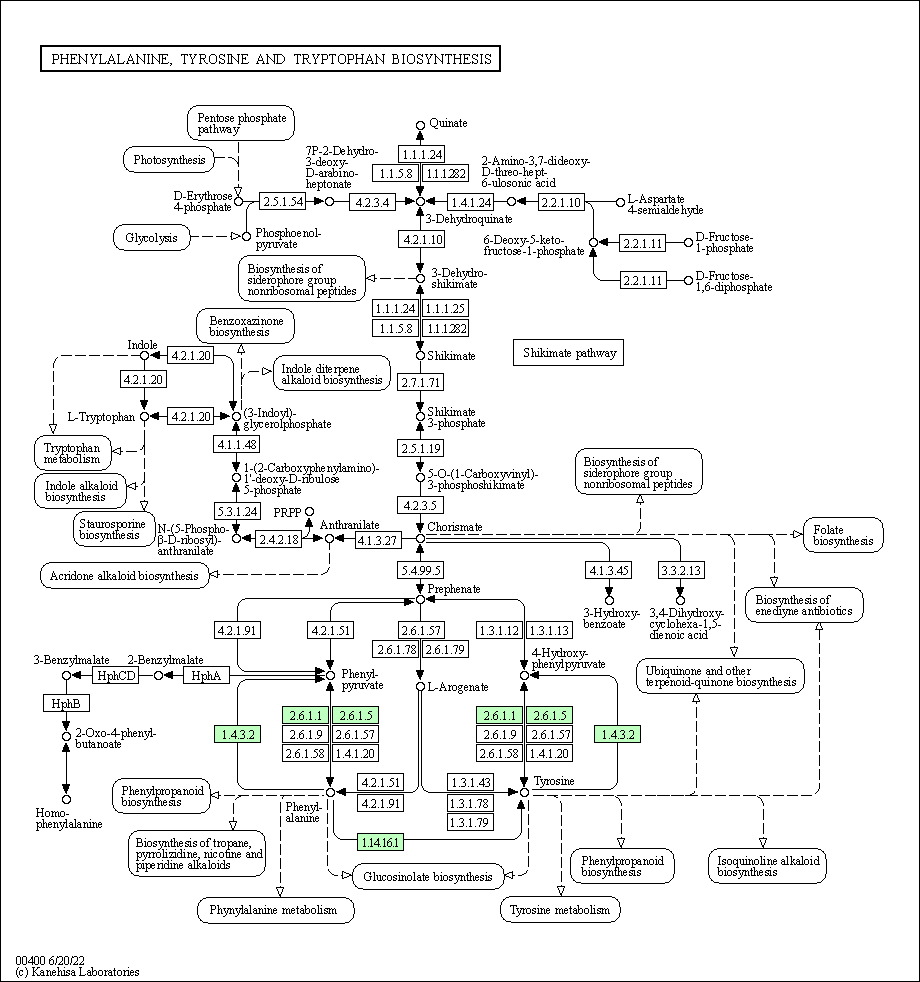 PHENYLALANINE, TYROSINE AND TRYPTOPHAN BIOSYNTHESIS
Pentose phosphate
pathway
Photosynthesis
Glycolysis
D-Erythrose
4-phosphate
Phosphoenol-
pyruvate
2.5.1.54
7P-2-Dehydro-
3-deoxy-
D-arabino-
heptonate
4.2.3.4
Quinate
1.1.1.24
1.1.5.8
1.1.1.282
3-Dehydroquinate
1.4.1.24
2-Amino-3,7-dideoxy-
D-threo-hept-
6-ulosonic acid
2.2.1.10
L-Aspartate
4-semialdehyde
6-Deoxy-5-keto-
fructose-1-phosphate
2.2.1.11
D-Fructose-
1-phosphate
2.2.1.11
D-Fructose-
1,6-diphosphate
4.2.1.10
Biosynthesis of
siderophore group
nonribosomal peptides
3-Dehydro-
shikimate
1.1.1.24
1.1.1.25
1.1.5.8
1.1.1.282
Shikimate
Shikimate pathway
2.7.1.71
Shikimate
3-phosphate
2.5.1.19
5-O-(1-Carboxyvinyl)-
3-phosphoshikimate
4.2.3.5
Chorismate
Benzoxazinone
biosynthesis
Indole diterpene
alkaloid biosynthesis
Indole
4.2.1.20
4.2.1.20
L-Tryptophan
4.2.1.20
(3-Indoyl)-
glycerolphosphate
Tryptophan
metabolism
Indole alkaloid
biosynthesis
Staurosporine
biosynthesis
4.1.1.48
1-(2-Carboxyphenylamino)-
1'-deoxy-D-ribulose
5-phosphate
5.3.1.24
PRPP
N-(5-Phospho-
β-D-ribosyl)-
anthranilate
2.4.2.18
Anthranilate
4.1.3.27
Acridone alkaloid biosynthesis
Biosynthesis of
siderophore group
nonribosomal peptides
Folate
biosynthesis
5.4.99.5
4.1.3.45
3.3.2.13
Prephenate
3-Hydroxy-
benzoate
3,4-Dihydroxy-
cyclohexa-1,5-
dienoic acid
Biosynthesis of
enediyne antibiotics
Ubiquinone and other
terpenoid-quinone biosynthesis
4.2.1.91
4.2.1.51
2.6.1.57
2.6.1.78
2.6.1.79
1.3.1.12
1.3.1.13
3-Benzylmalate
HphCD
2-Benzylmalate
HphA
HphB
Phenyl-
pyruvate
L-Arogenate
4-Hydroxy-
phenylpyruvate
2-Oxo-4-phenyl-
butanoate
1.4.3.2
2.6.1.1
2.6.1.5
2.6.1.9
2.6.1.57
2.6.1.58
1.4.1.20
2.6.1.1
2.6.1.5
2.6.1.9
2.6.1.57
2.6.1.58
1.4.1.20
1.4.3.2
Homo-
phenylalanine
Phenylpropanoid
biosynthesis
Phenyl-
alanine
4.2.1.51
4.2.1.91
1.3.1.43
1.3.1.78
1.3.1.79
Tyrosine
1.14.16.1
Biosynthesis of tropane,
pyrrolizidine, nicotine and
piperidine alkaloids
Glucosinolate biosynthesis
Phenylpropanoid
biosynthesis
Isoquinoline alkaloid
biosynthesis
Phynylalanine metabolism
Tyrosine metabolism
00400 6/20/22
(c) Kanehisa Laboratories